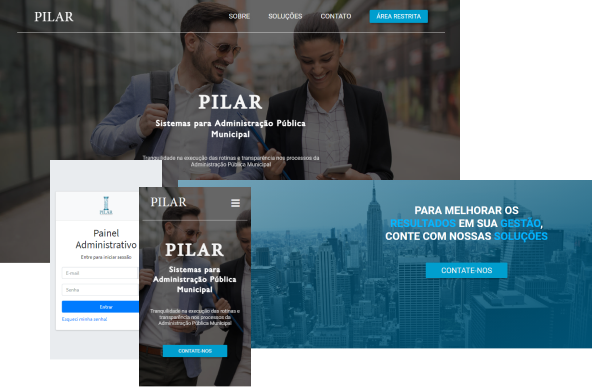 PILAR
SOBRE
SOLUÇÕES
CONTATO
ÁREA RESTRITA
PILAR
Sistemas para Administração Pública
Municipal
Tranquilidade na execução das rotinas e transparência nos processos da
Administração Pública Municipal
PILAR
Painel
Administrativo
Entre para iniciar sessão
E-mail
Senha
Entrar
Esqueci minha senha!
PILAR
PILAR
Sistemas para
Administração Pública
Municipal
Tranquilidade na execução das rotinas e
transparência nos processos da
Administração Pública Municipal
CONTATE-NOS
PARA MELHORAR OS
RESULTADOS EM SUA GESTÃO,
CONTE COM NOSSAS SOLUÇÕES
CONTATE-NOS